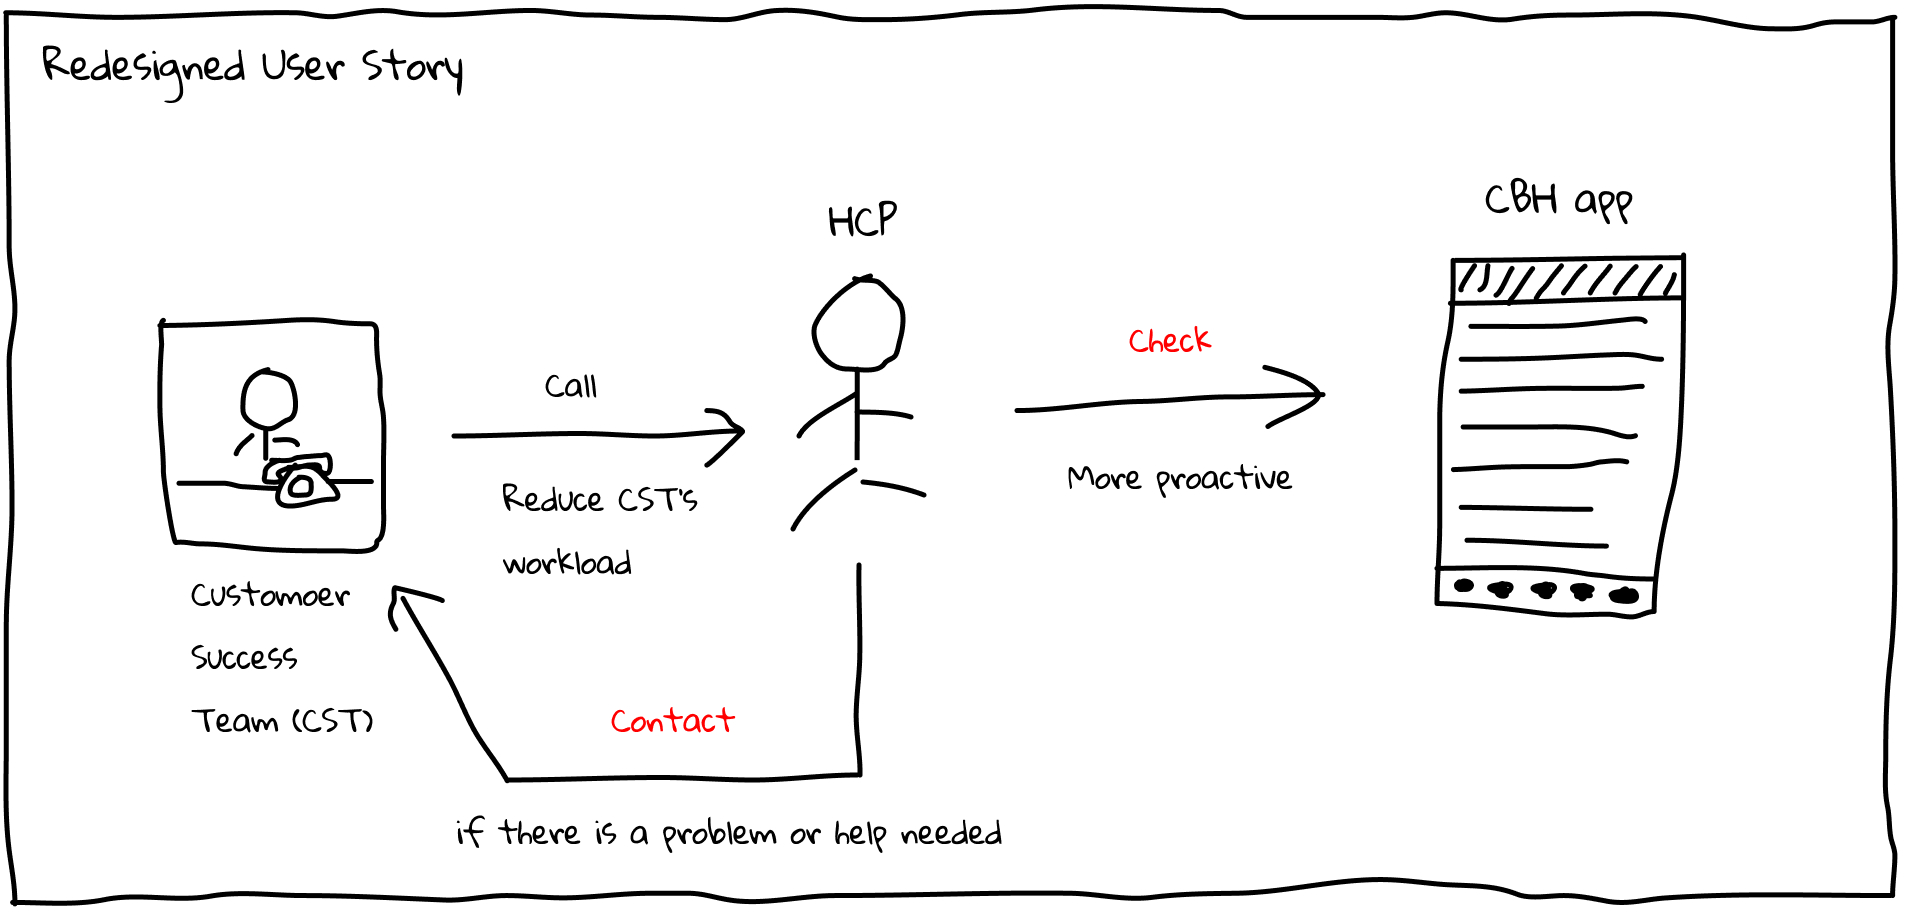 Redesigned User Story
CBH app
HCP
Check
Call
More proactive
Reduce CST's
workload
Customoer
Success
Team (CST)
Contact
if there is a problem or help needed